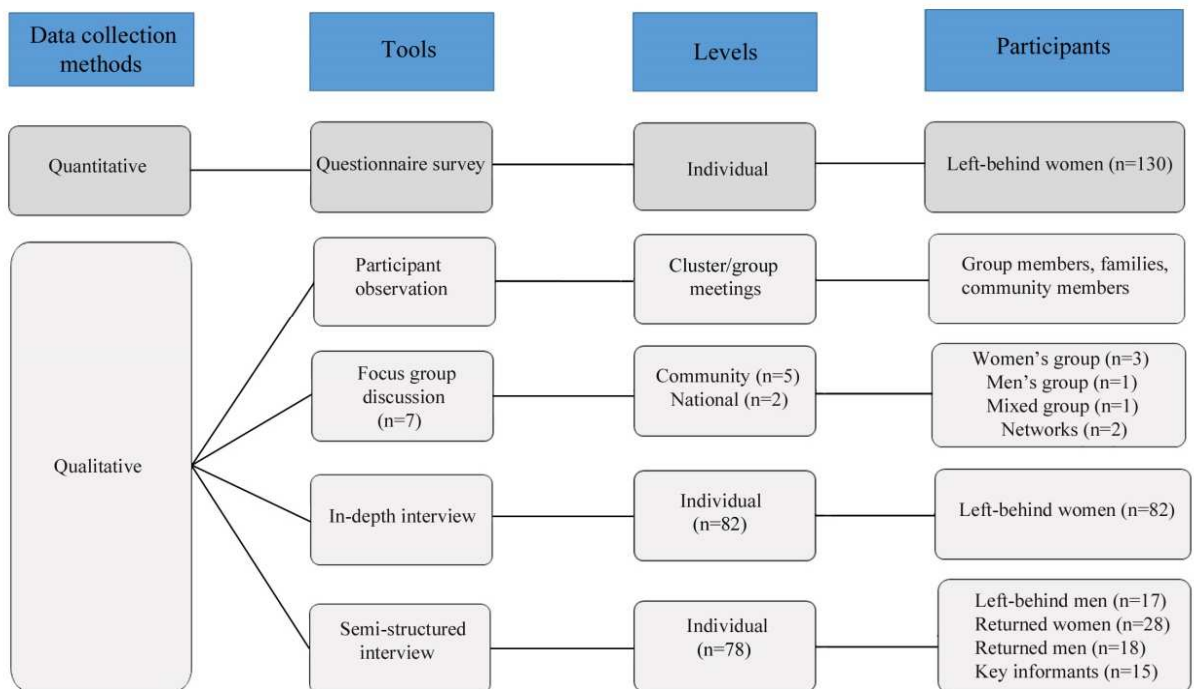 Data collection
methods
Tools
Levels
Participants
Quantitative
Questionnaire survey
Individual
Left-behind women (n=130)
Qualitative
Participant
observation
Cluster/group
meetings
Group members, families,
community members
Focus group
discussion
(n=7)
Community (n=5)
National (n=2)
Women’s group (n=3)
Men’s group (n=1)
Mixed group (n=1)
Networks (n=2)
In-depth interview
Individual
(n=82)
Left-behind women (n=82)
Semi-structured
interview
Individual
(n=78)
Left-behind men (n=17)
Returned women (n=28)
Returned men (n=18)
Key informants (n=15)